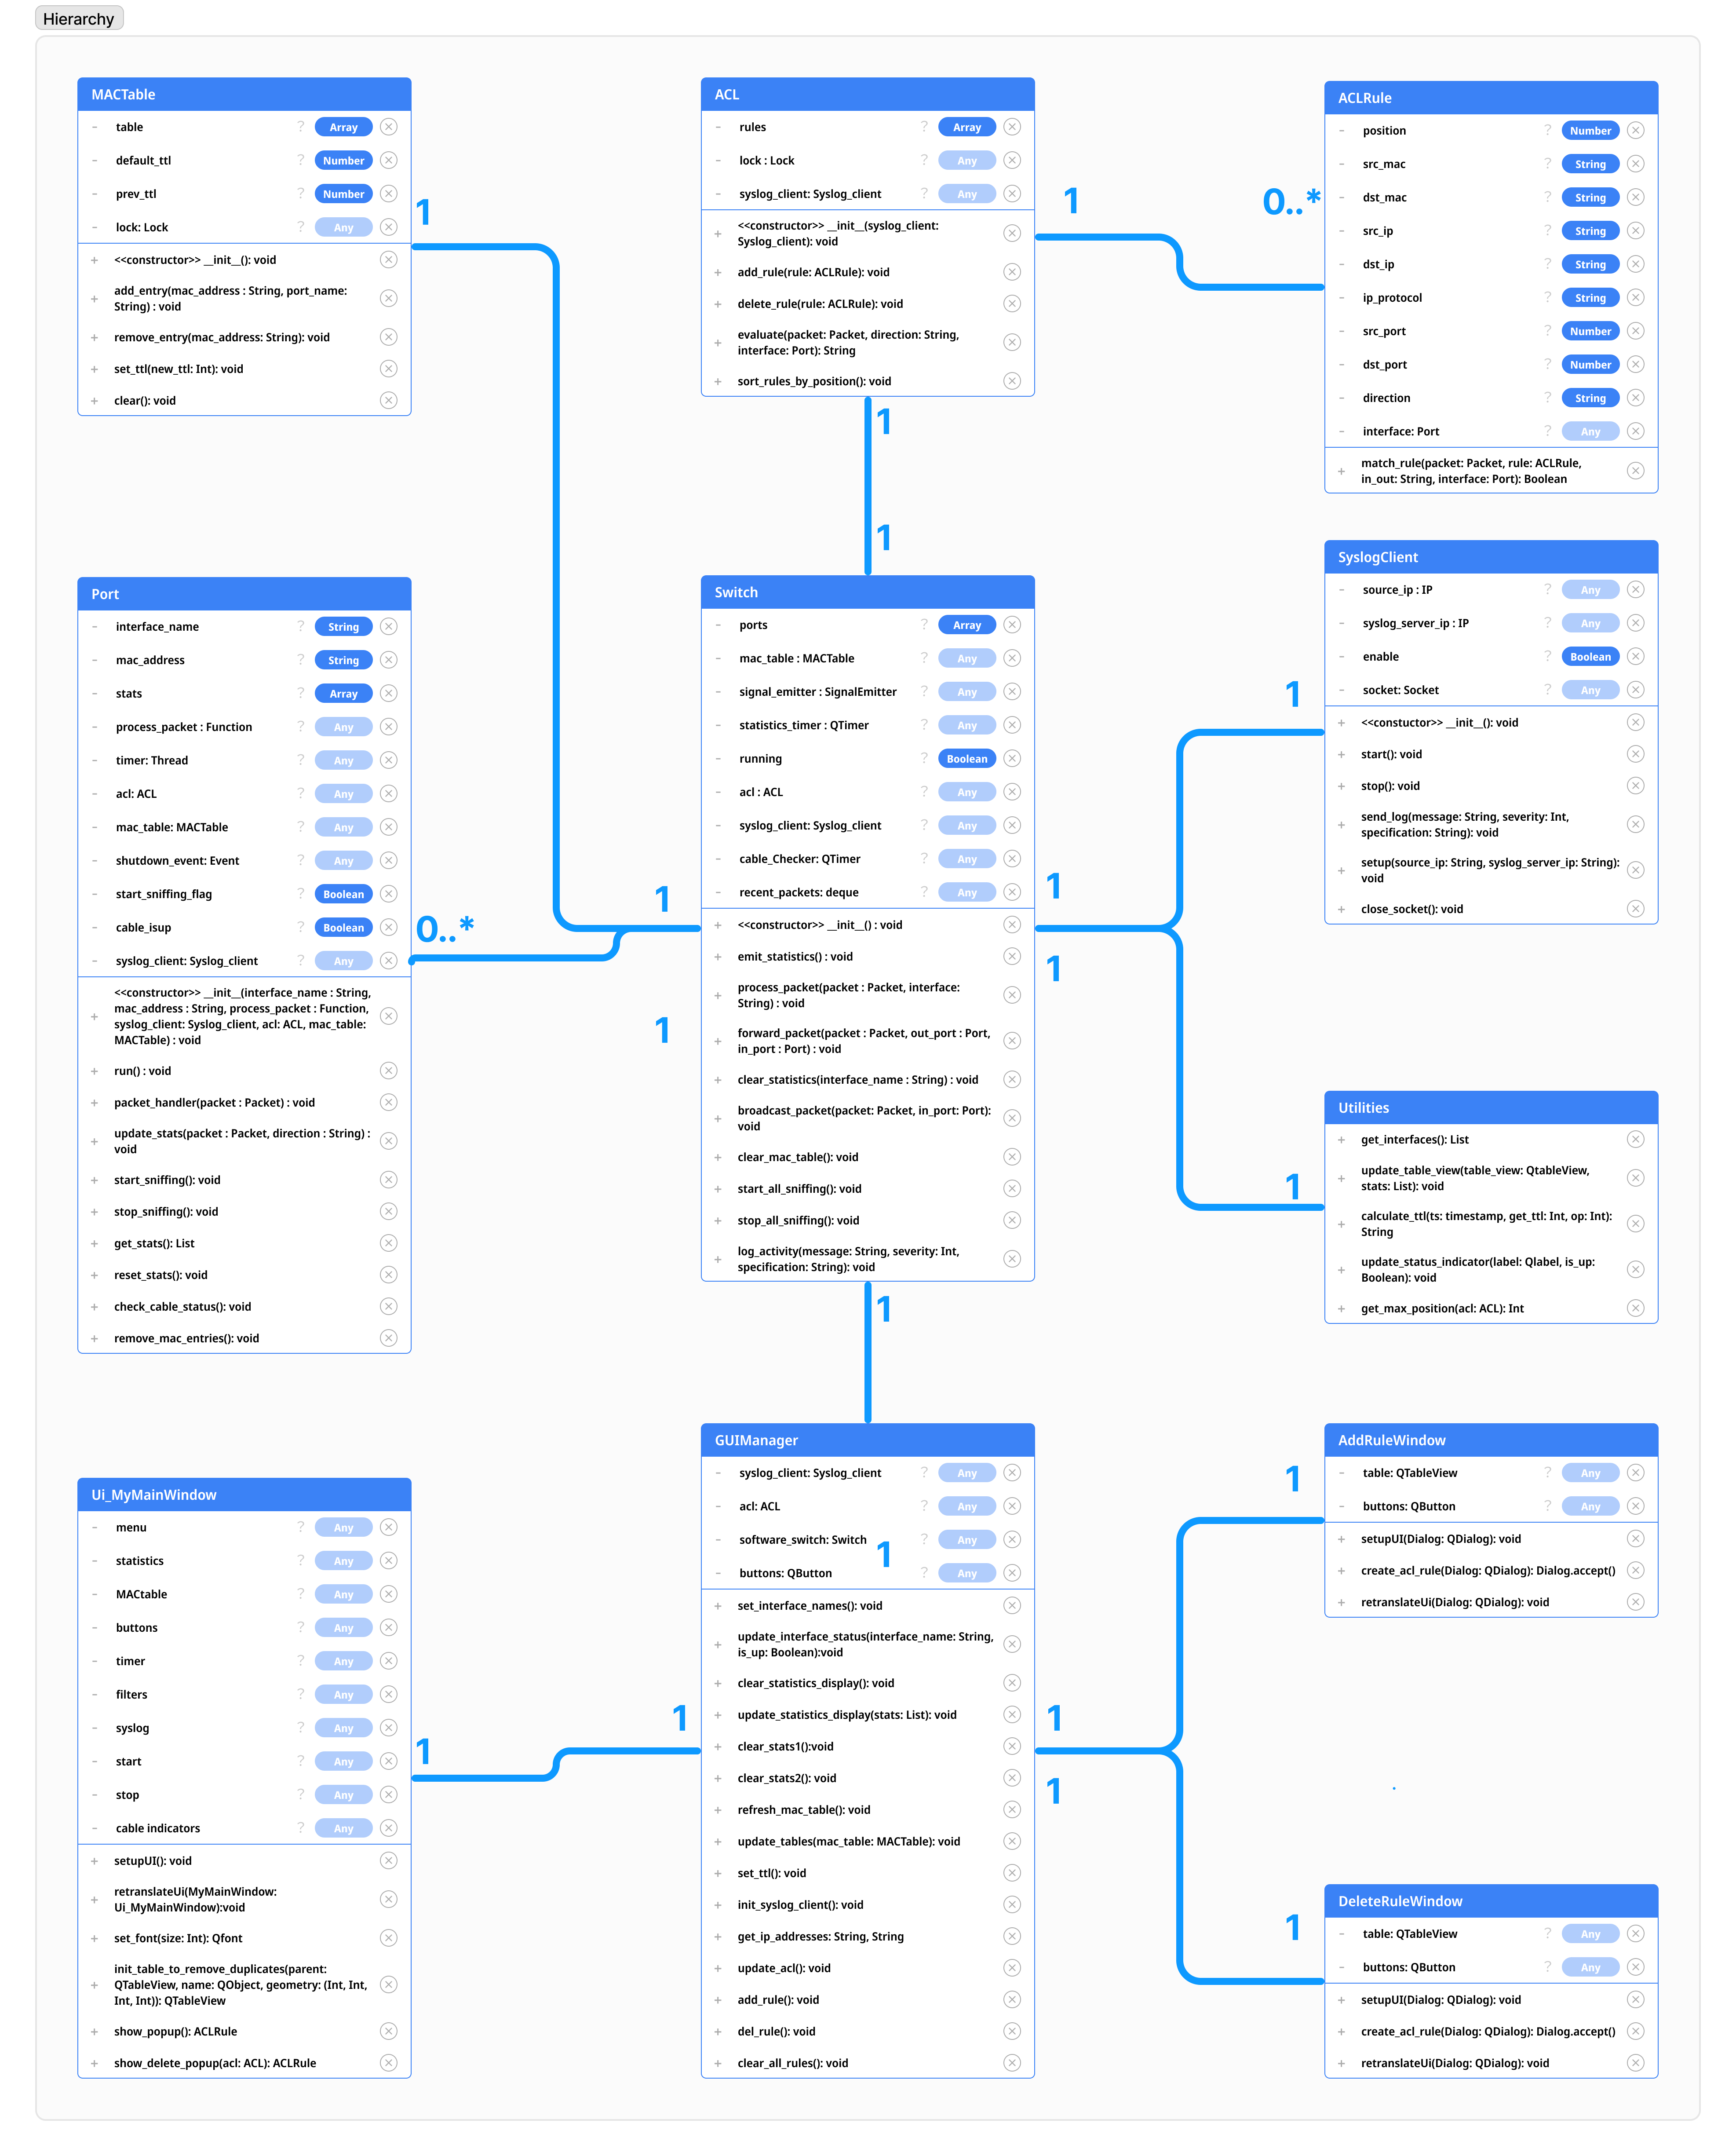 Hierarchy
MACTable
- table ? Array
- default_ttl ? Number
- prev_ttl ? Number
- lock: Lock ? Any
+ <<constructor>> __init__(): void
+ add_entry(mac_address : String, port_name:
String) : void
+ remove_entry(mac_address: String): void
+ set_ttl(new_ttl: Int): void
+ clear(): void
1
ACL
- rules ? Array
- lock : Lock ? Any
- syslog_client: Syslog_client ? Any
+ <<constructor>> __init__(syslog_client:
Syslog_client): void
+ add_rule(rule: ACLRule): void
+ delete_rule(rule: ACLRule): void
+ evaluate(packet: Packet, direction: String,
interface: Port): String
+ sort_rules_by_position(): void
1
0..*
1
1
ACLRule
- position ? Number
- src_mac ? String
- dst_mac ? String
- src_ip ? String
- dst_ip ? String
- ip_protocol ? String
- src_port ? Number
- dst_port ? Number
- direction ? String
- interface: Port ? Any
+ match_rule(packet: Packet, rule: ACLRule,
in_out: String, interface: Port): Boolean
Port
- interface_name ? String
- mac_address ? String
- stats ? Array
- process_packet : Function ? Any
- timer: Thread ? Any
- acl: ACL ? Any
- mac_table: MACTable ? Any
- shutdown_event: Event ? Any
- start_sniffing_flag ? Boolean
- cable_isup ? Boolean
- syslog_client: Syslog_client ? Any
+ <<constructor>> __init__(interface_name : String,
mac_address : String, process_packet : Function,
syslog_client: Syslog_client, acl: ACL, mac_table:
MACTable) : void
+ run() : void
+ packet_handler(packet : Packet) : void
+ update_stats(packet : Packet, direction : String) :
void
+ start_sniffing(): void
+ stop_sniffing(): void
+ get_stats(): List
+ reset_stats(): void
+ check_cable_status(): void
+ remove_mac_entries(): void
0..*
1
1
Switch
- ports ? Array
- mac_table : MACTable ? Any
- signal_emitter : SignalEmitter ? Any
- statistics_timer : QTimer ? Any
- running ? Boolean
- acl : ACL ? Any
- syslog_client: Syslog_client ? Any
- cable_Checker: QTimer ? Any
- recent_packets: deque ? Any
+ <<constructor>> __init__() : void
+ emit_statistics() : void
+ process_packet(packet : Packet, interface:
String) : void
+ forward_packet(packet : Packet, out_port : Port,
in_port : Port) : void
+ clear_statistics(interface_name : String) : void
+ broadcast_packet(packet: Packet, in_port: Port):
void
+ clear_mac_table(): void
+ start_all_sniffing(): void
+ stop_all_sniffing(): void
+ log_activity(message: String, severity: Int,
specification: String): void
1
1
1
SyslogClient
- source_ip : IP ? Any
- syslog_server_ip : IP ? Any
- enable ? Boolean
- socket: Socket ? Any
+ <<constuctor>> __init__(): void
+ start(): void
+ stop(): void
+ send_log(message: String, severity: Int,
specification: String): void
+ setup(source_ip: String, syslog_server_ip: String):
void
+ close_socket(): void
1
Utilities
+ get_interfaces(): List
+ update_table_view(table_view: QtableView,
stats: List): void
+ calculate_ttl(ts: timestamp, get_ttl: Int, op: Int):
String
+ update_status_indicator(label: Qlabel, is_up:
Boolean): void
+ get_max_position(acl: ACL): Int
1
Ui_MyMainWindow
- menu ? Any
- statistics ? Any
- MACtable ? Any
- buttons ? Any
- timer ? Any
- filters ? Any
- syslog ? Any
- start ? Any
- stop ? Any
- cable indicators ? Any
+ setupUI(): void
+ retranslateUi(MyMainWindow:
Ui_MyMainWindow):void
+ set_font(size: Int): Qfont
+ init_table_to_remove_duplicates(parent:
QTableView, name: QObject, geometry: (Int, Int,
Int, Int)): QTableView
+ show_popup(): ACLRule
+ show_delete_popup(acl: ACL): ACLRule
1
1
GUIManager
- syslog_client: Syslog_client ? Any
- acl: ACL ? Any
- software_switch: Switch ? Any
1
- buttons: QButton ? Any
+ set_interface_names(): void
+ update_interface_status(interface_name: String,
is_up: Boolean):void
+ clear_statistics_display(): void
+ update_statistics_display(stats: List): void
+ clear_stats1():void
+ clear_stats2(): void
+ refresh_mac_table(): void
+ update_tables(mac_table: MACTable): void
+ set_ttl(): void
+ init_syslog_client(): void
+ get_ip_addresses: String, String
+ update_acl(): void
+ add_rule(): void
+ del_rule(): void
+ clear_all_rules(): void
1
1
AddRuleWindow
- table: QTableView ? Any
- buttons: QButton ? Any
+ setupUI(Dialog: QDialog): void
+ create_acl_rule(Dialog: QDialog): Dialog.accept()
+ retranslateUi(Dialog: QDialog): void
1
DeleteRuleWindow
- table: QTableView ? Any
- buttons: QButton ? Any
+ setupUI(Dialog: QDialog): void
+ create_acl_rule(Dialog: QDialog): Dialog.accept()
+ retranslateUi(Dialog: QDialog): void
1